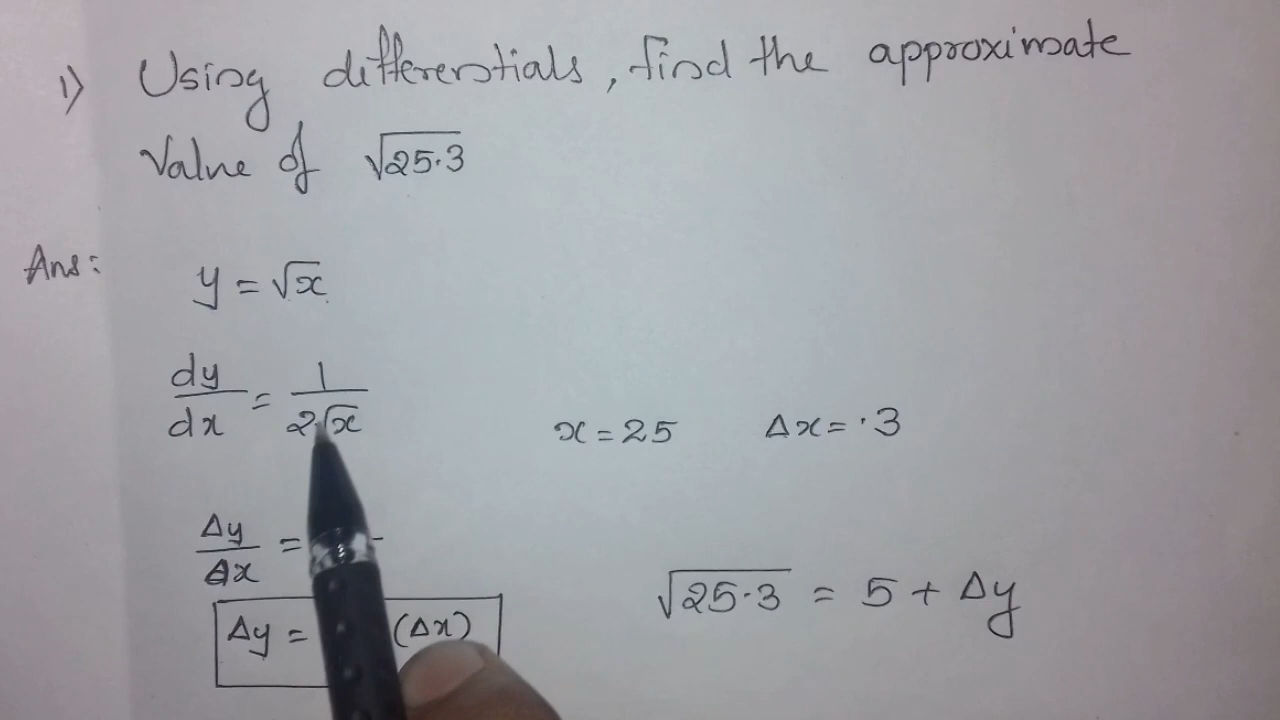 1) Using differentials, find the approximate
Value of √25·3
Ans:
y = √x
dy/dx = 1/2√x
x = 25 Δx = ·3
Δy/Δx =
Δy = (Δx)
√25·3 = 5 + Δy